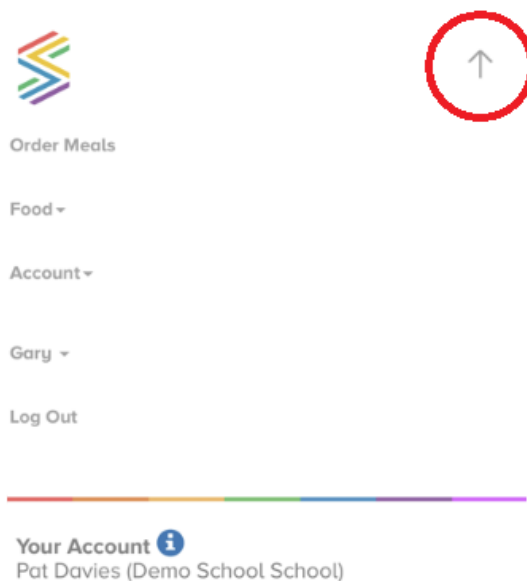 Order Meals
Food
Account
Gary
Log Out
Your Account
Pat Davies (Demo School School)